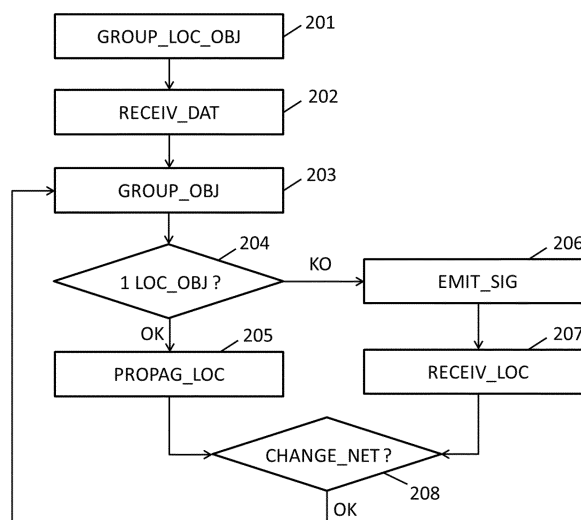 GROUP_LOC_OBJ
201
RECEIV_DAT
202
GROUP_OBJ
203
204
1 LOC_OBJ ?
KO
206
EMIT_SIG
OK
205
PROPAG_LOC
207
RECEIV_LOC
CHANGE_NET ?
208
OK